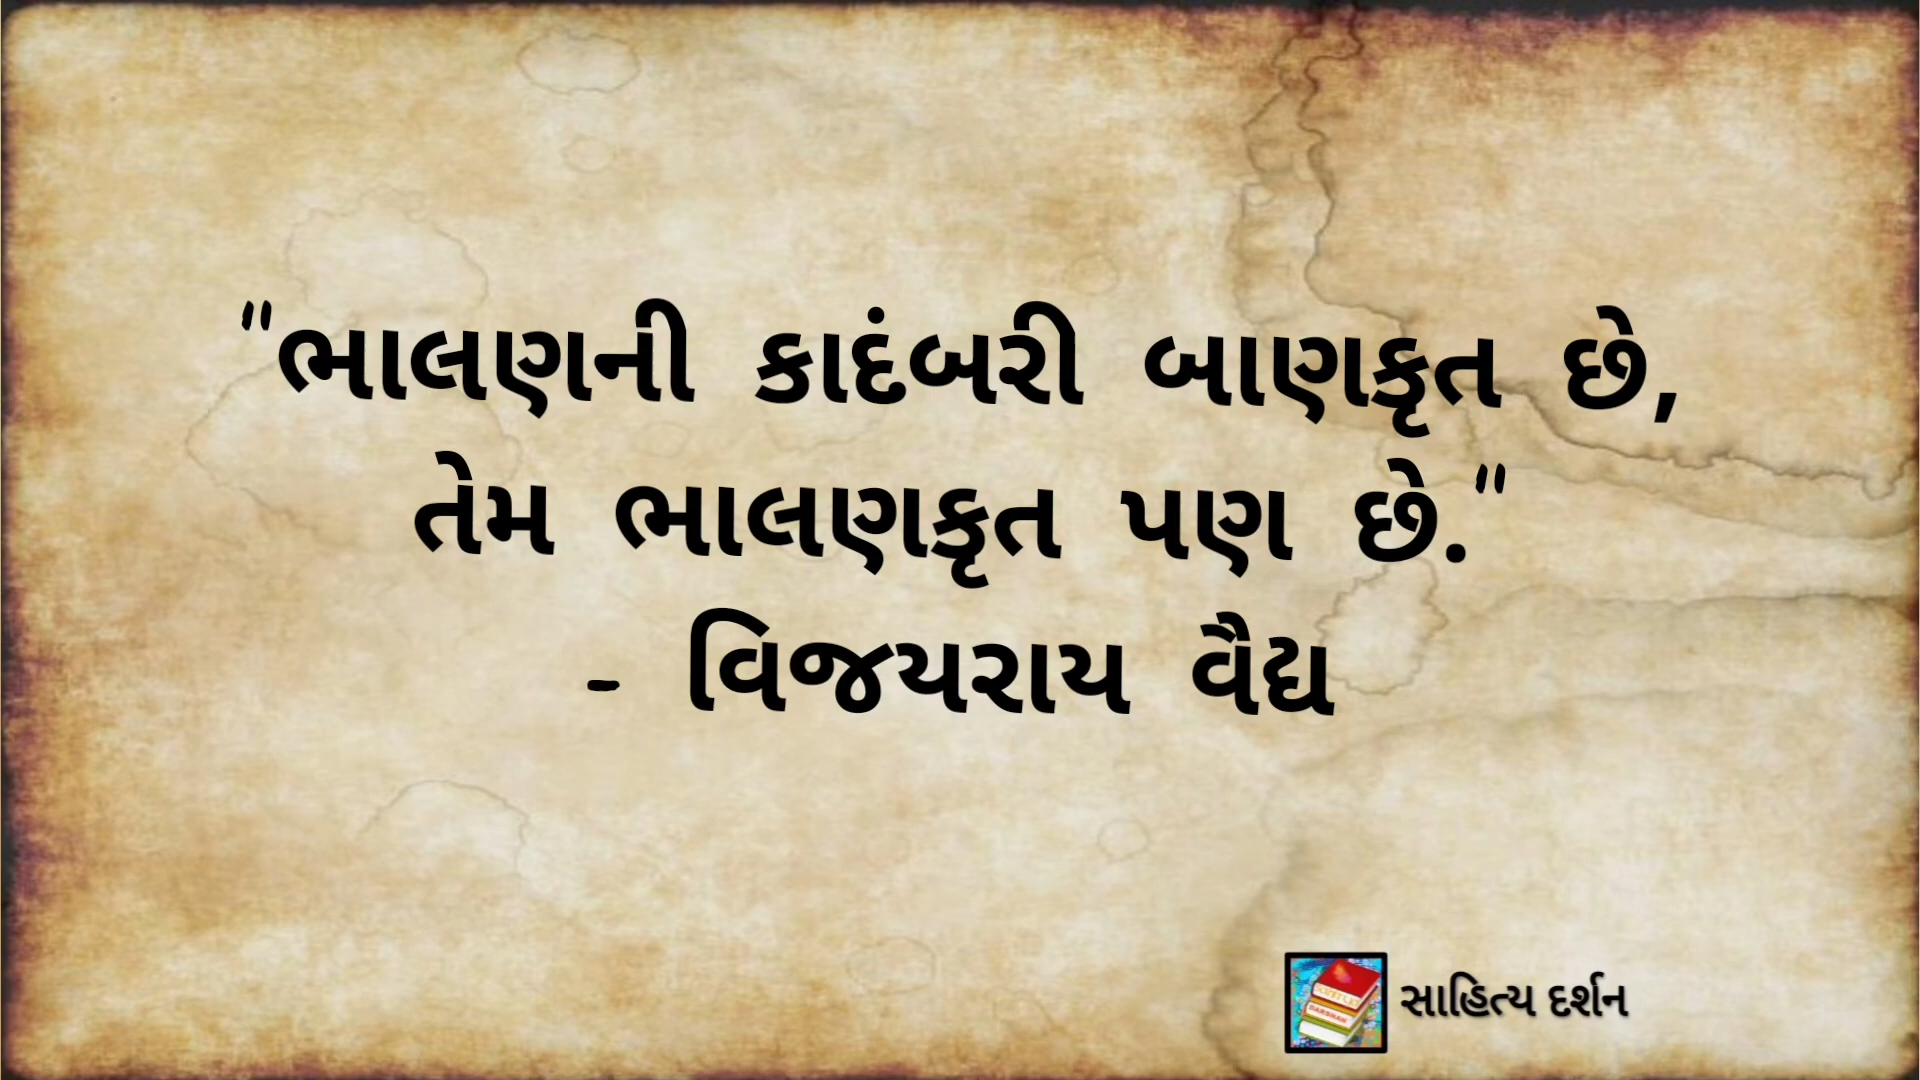 "ભાલણની કાદંબરી બાણકૃત છે,
તેમ ભાલણકૃત પણ છે."
- વિજયરાય વૈદ્ય
સાહિત્ય દર્શન